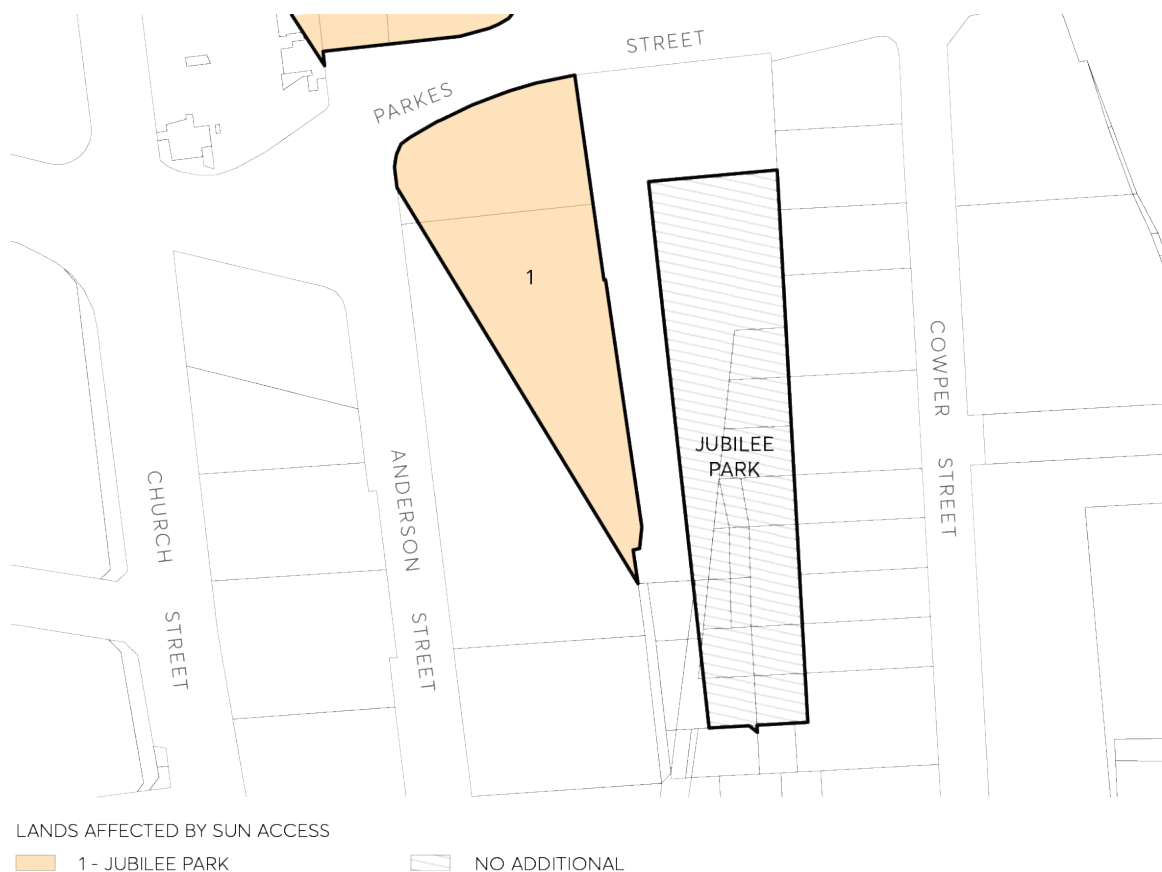 STREET
PARKES
1
COWPER
JUBILEE
PARK
ANDERSON
CHURCH
STREET
STREET
STREET
LANDS AFFECTED BY SUN ACCESS
1 - JUBILEE PARK
NO ADDITIONAL